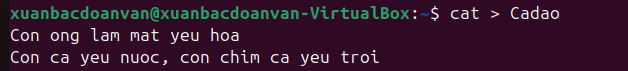 xuanbacdoanvan@xuanbacdoanvan-VirtualBox:~$ cat > Cadao
Con ong lam mat yeu hoa
Con ca yeu nuoc, con chim ca yeu troi